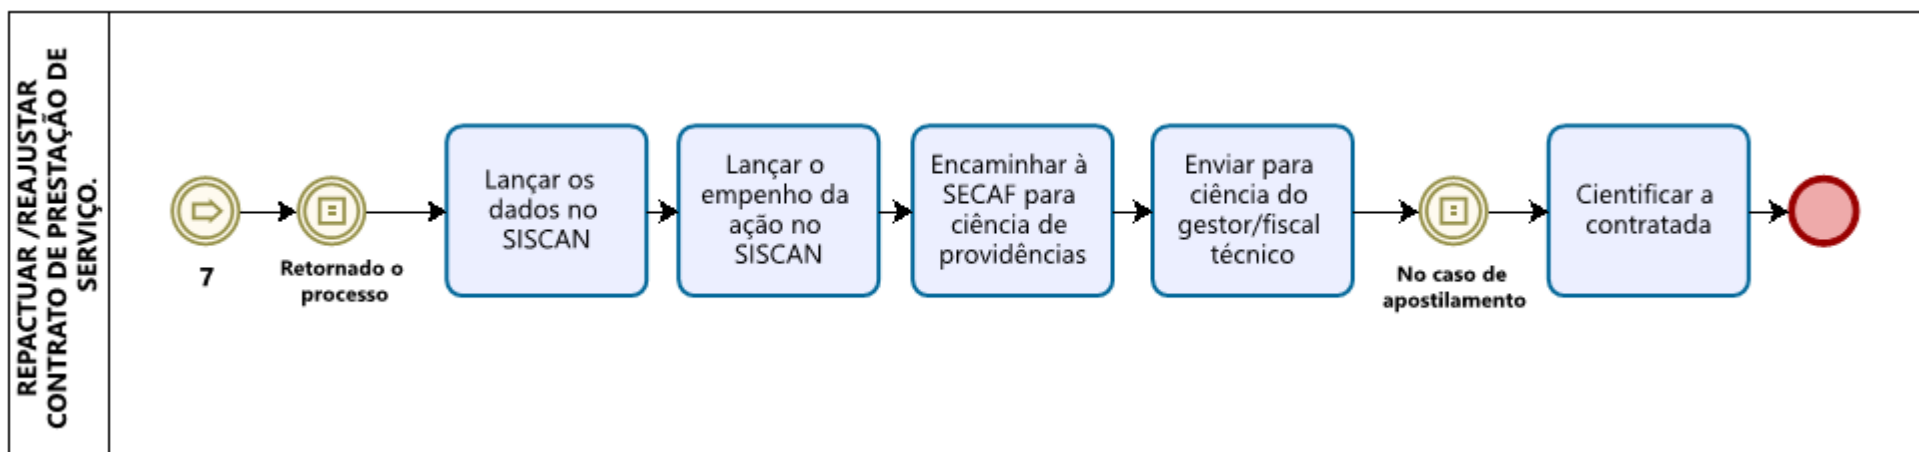 REPACTUAR /REAJUSTAR
CONTRATO DE PRESTAÇÃO DE
SERVIÇO.
7
Retornado o
processo
Lançar os
dados no
SISCAN
Lançar o
empenho da
ação no
SISCAN
Encaminhar à
SECAF para
ciência de
providências
Enviar para
ciência do
gestor/fiscal
técnico
No caso de
apostilamento
Cientificar a
contratada